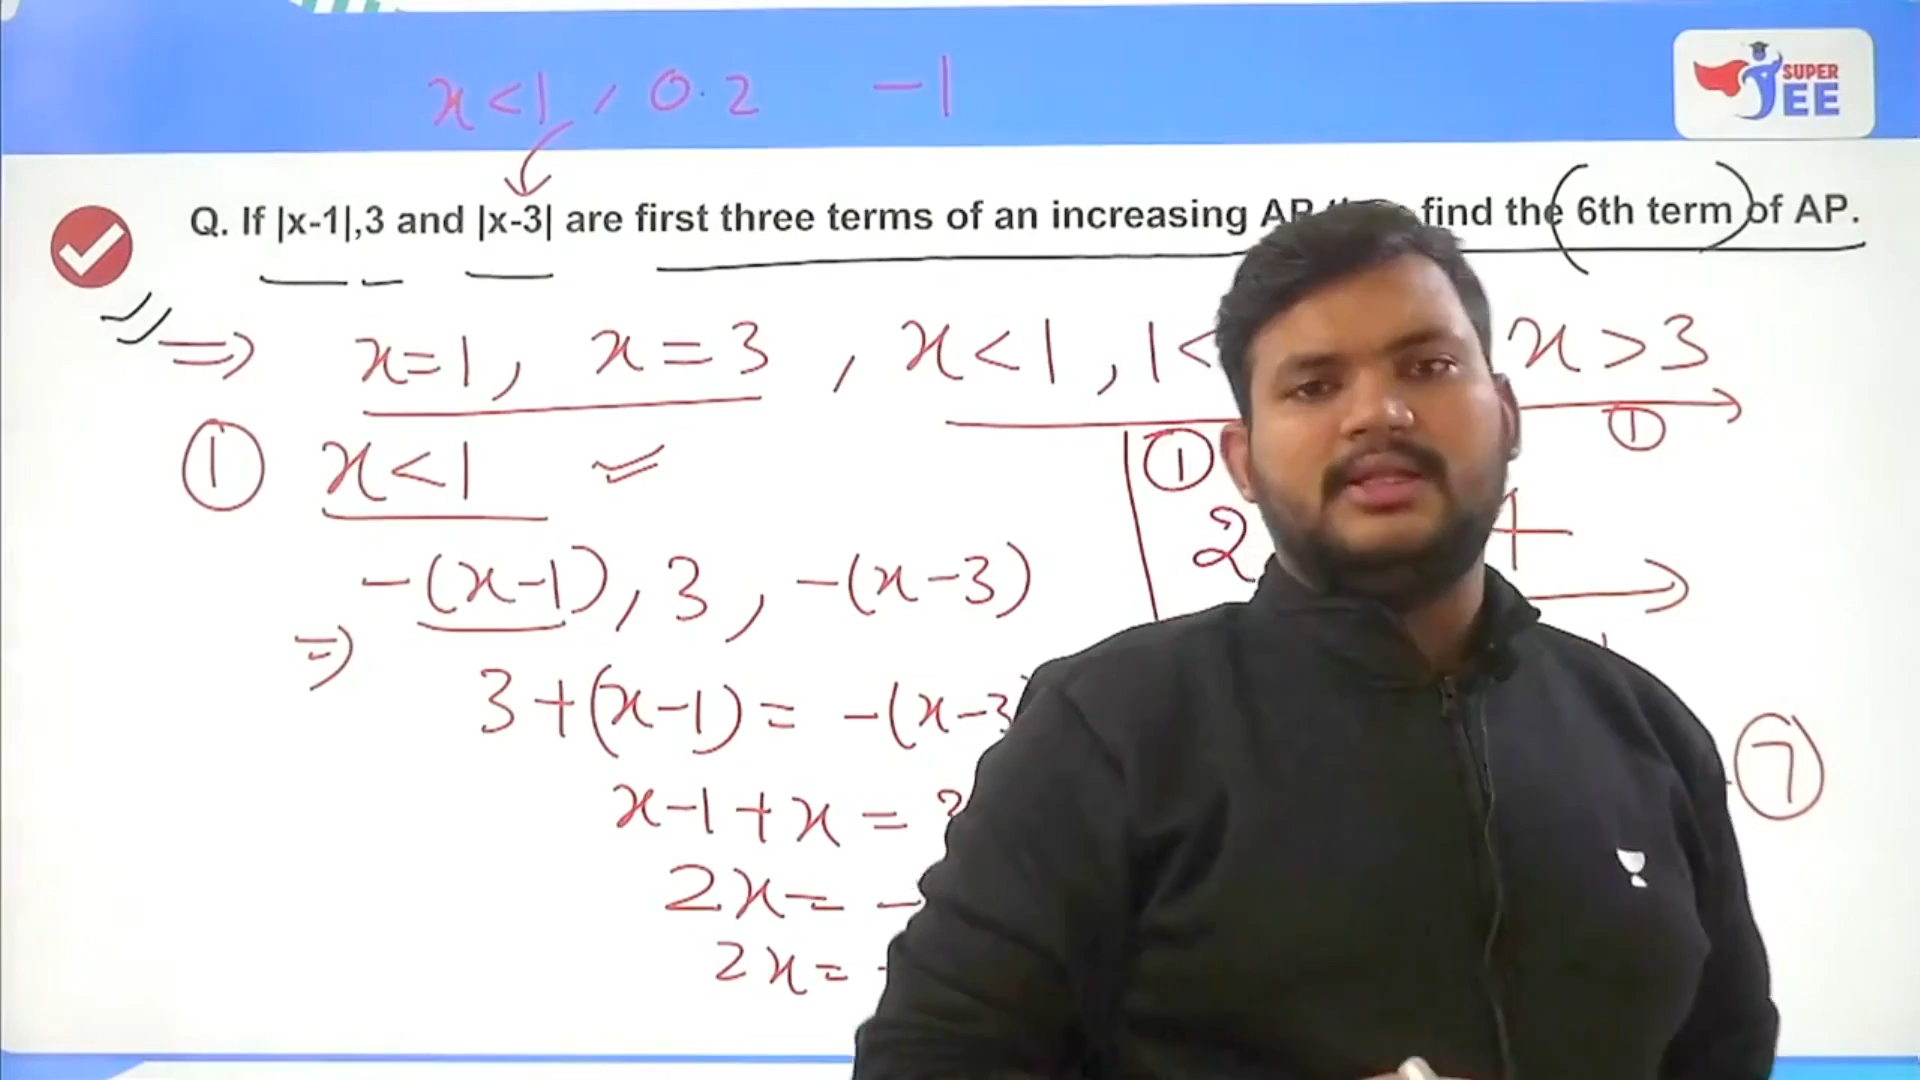 x<1, 0.2 -1
SUPER
JEE
Q. If |x-1|,3 and |x-3| are first three terms of an increasing AP find the 6th term of AP.
⇒ x=1, x=3, x<1, 1< x>3
① x<1
①
①
-(x-1), 3, -(x-3)
2 +
⇒ 3+(x-1)= -(x-3
x-1+x =
⑦
2x= -
2x= -